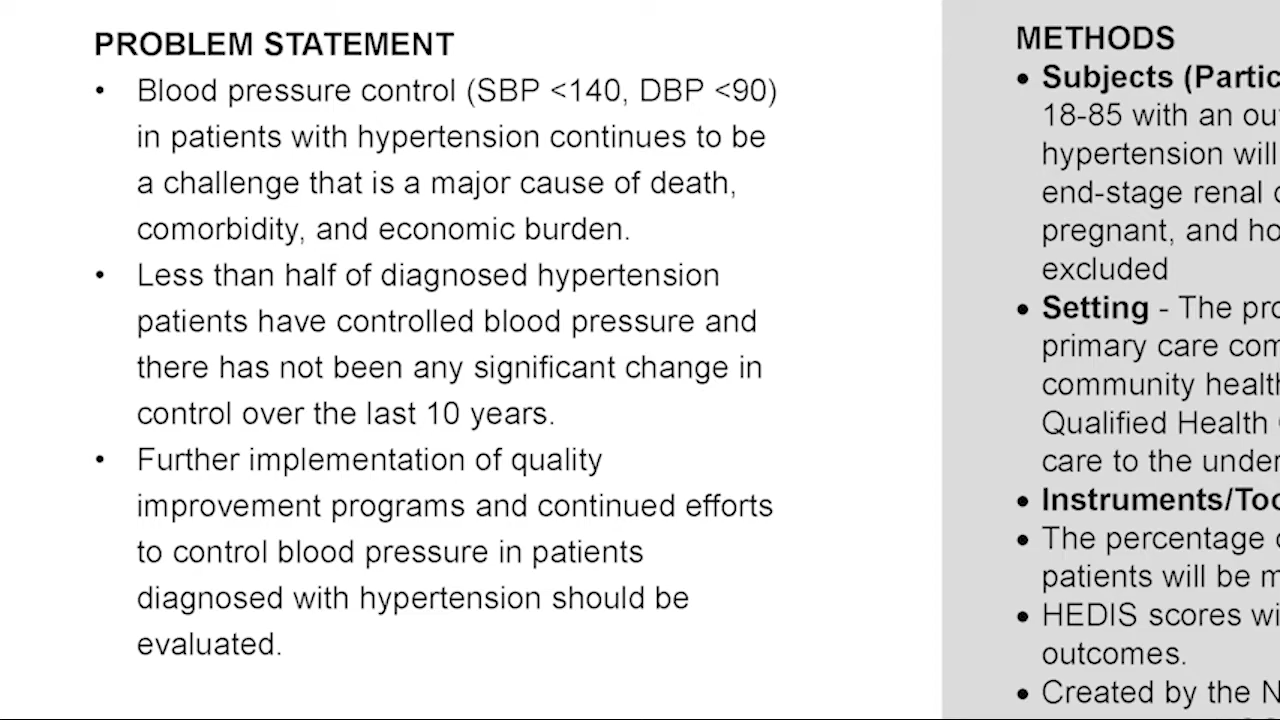 PROBLEM STATEMENT
• Blood pressure control (SBP <140, DBP <90)
in patients with hypertension continues to be
a challenge that is a major cause of death,
comorbidity, and economic burden.
• Less than half of diagnosed hypertension
patients have controlled blood pressure and
there has not been any significant change in
control over the last 10 years.
• Further implementation of quality
improvement programs and continued efforts
to control blood pressure in patients
diagnosed with hypertension should be
evaluated.
METHODS
• Subjects (Partic
18-85 with an ou
hypertension will
end-stage renal
pregnant, and ho
excluded
• Setting - The pro
primary care com
community health
Qualified Health
care to the under
• Instruments/Too
• The percentage
patients will be m
• HEDIS scores wi
outcomes.
• Created by the N